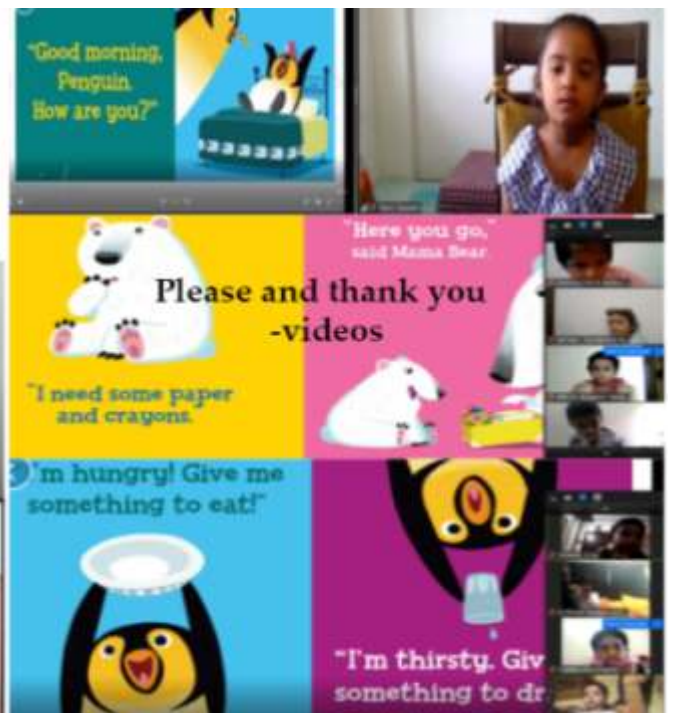 "Good morning,
Penguin.
How are you?"
"Here you go,"
said Mama Bear.
Please and thank you
-videos
"I need some paper
and crayons.
'm hungry! Give me
something to eat!"
"I'm thirsty. Giv
something to dr